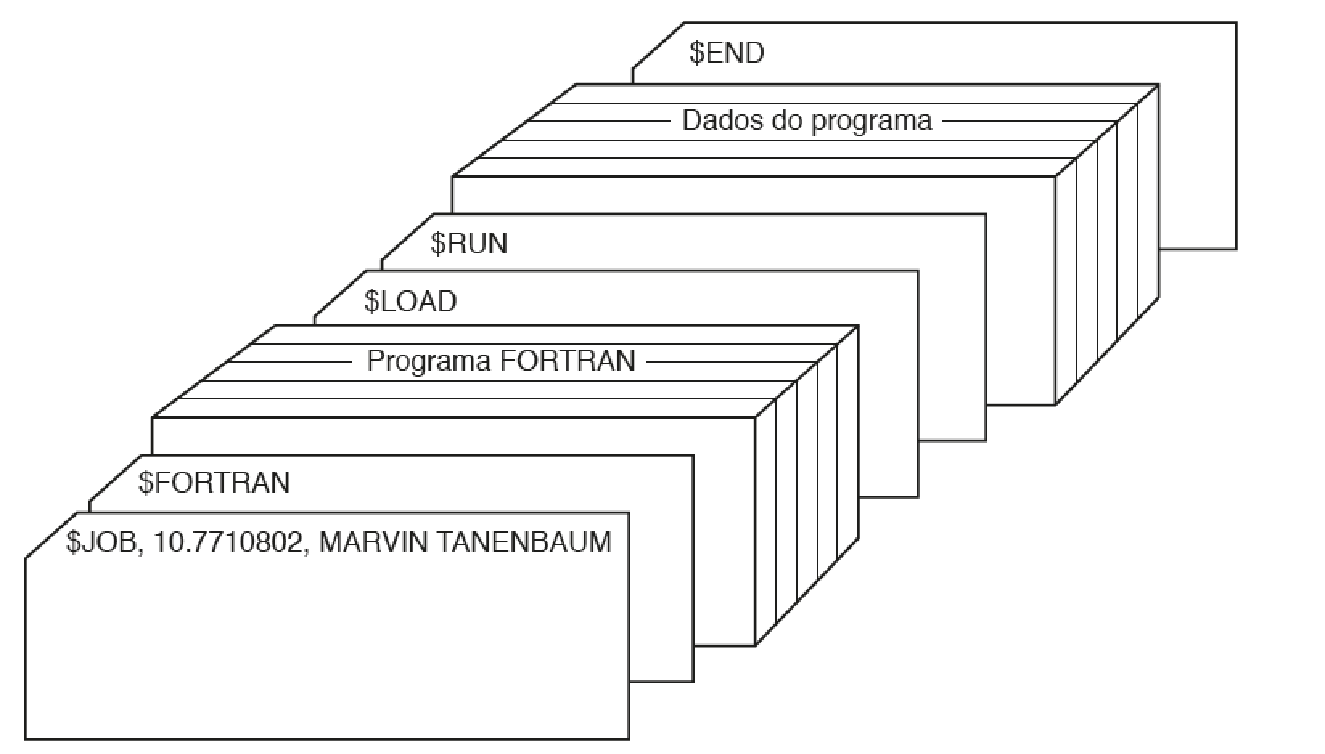 $END
Dados do programa
$RUN
$LOAD
Programa FORTRAN
$FORTRAN
$JOB, 10.7710802, MARVIN TANENBAUM